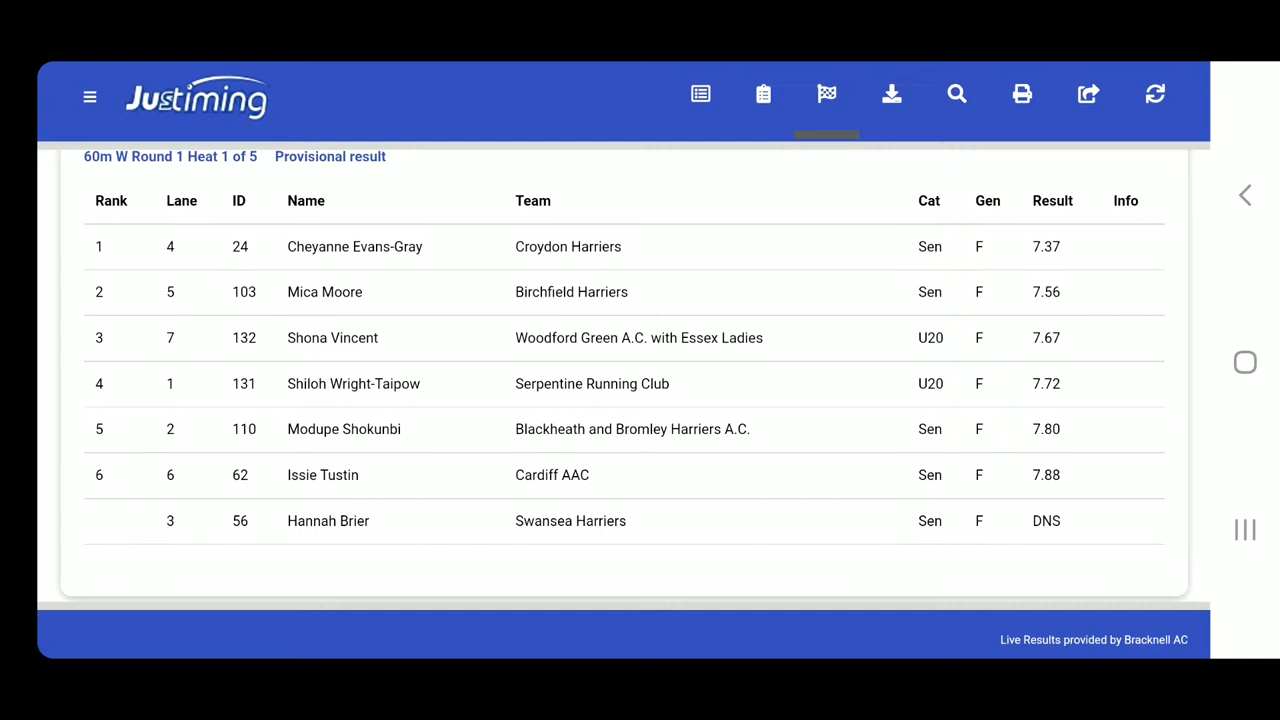 Justiming
60m W Round 1 Heat 1 of 5 Provisional result
Rank Lane ID Name Team Cat Gen Result Info
1 4 24 Cheyanne Evans-Gray Croydon Harriers Sen F 7.37
2 5 103 Mica Moore Birchfield Harriers Sen F 7.56
3 7 132 Shona Vincent Woodford Green A.C. with Essex Ladies U20 F 7.67
4 1 131 Shiloh Wright-Taipow Serpentine Running Club U20 F 7.72
5 2 110 Modupe Shokunbi Blackheath and Bromley Harriers A.C. Sen F 7.80
6 6 62 Issie Tustin Cardiff AAC Sen F 7.88
3 56 Hannah Brier Swansea Harriers Sen F DNS
Live Results provided by Bracknell AC